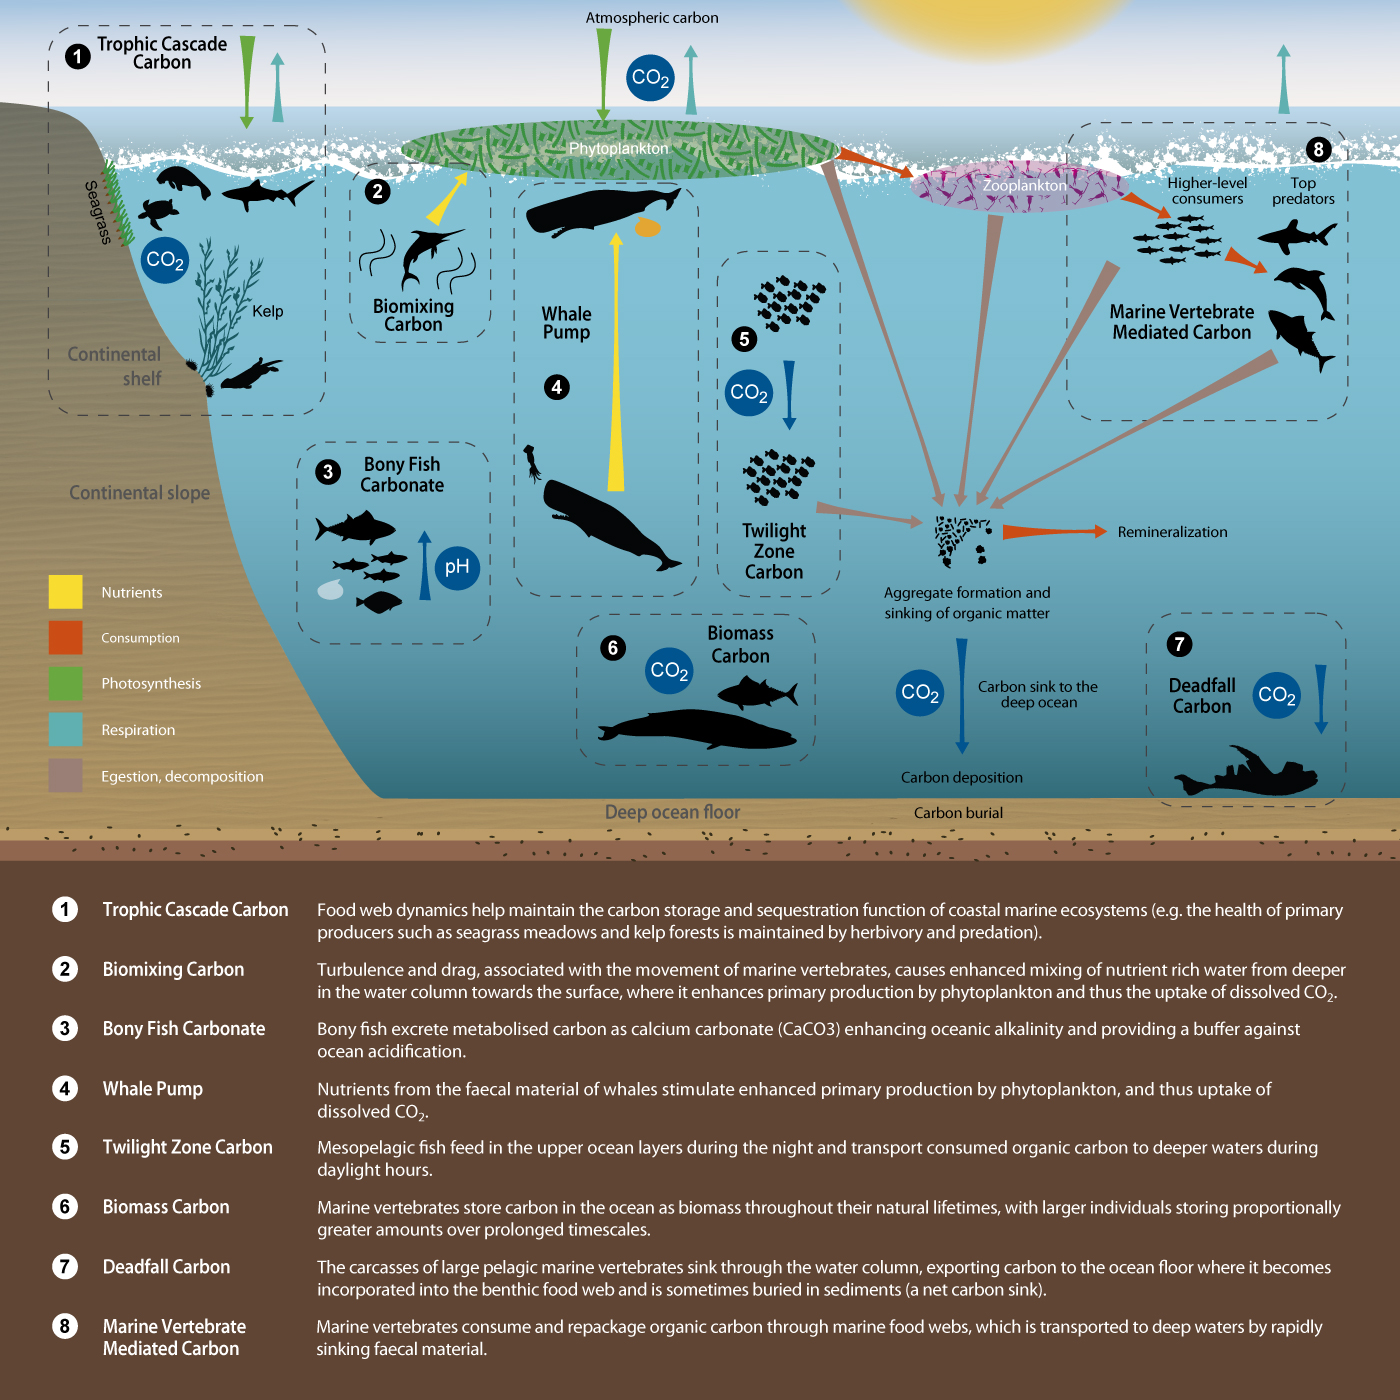 Atmospheric carbon
1
Trophic Cascade
Carbon
CO2
Phytoplankton
8
2
Zooplankton
Higher-level
consumers
Top
predators
Seagrass
CO2
Biomixing
Carbon
Kelp
Whale
Pump
Marine Vertebrate
Mediated Carbon
5
Continental
shelf
4
CO2
3
Bony Fish
Carbonate
Continental slope
Twilight
Zone
Carbon
Remineralization
pH
Aggregate formation and
sinking of organic matter
Nutrients
Consumption
Photosynthesis
Respiration
Egestion, decomposition
6
Biomass
Carbon
CO2
7
Deadfall
Carbon
CO2
CO2
Carbon sink to the
deep ocean
Carbon deposition
Deep ocean floor
Carbon burial
1 Trophic Cascade Carbon Food web dynamics help maintain the carbon storage and sequestration function of coastal marine ecosystems (e.g. the health of primary
producers such as seagrass meadows and kelp forests is maintained by herbivory and predation).
2 Biomixing Carbon Turbulence and drag, associated with the movement of marine vertebrates, causes enhanced mixing of nutrient rich water from deeper
in the water column towards the surface, where it enhances primary production by phytoplankton and thus the uptake of dissolved CO2.
3 Bony Fish Carbonate Bony fish excrete metabolised carbon as calcium carbonate (CaCO3) enhancing oceanic alkalinity and providing a buffer against
ocean acidification.
4 Whale Pump Nutrients from the faecal material of whales stimulate enhanced primary production by phytoplankton, and thus uptake of
dissolved CO2.
5 Twilight Zone Carbon Mesopelagic fish feed in the upper ocean layers during the night and transport consumed organic carbon to deeper waters during
daylight hours.
6 Biomass Carbon Marine vertebrates store carbon in the ocean as biomass throughout their natural lifetimes, with larger individuals storing proportionally
greater amounts over prolonged timescales.
7 Deadfall Carbon The carcasses of large pelagic marine vertebrates sink through the water column, exporting carbon to the ocean floor where it becomes
incorporated into the benthic food web and is sometimes buried in sediments (a net carbon sink).
8 Marine Vertebrate Marine vertebrates consume and repackage organic carbon through marine food webs, which is transported to deep waters by rapidly
Mediated Carbon sinking faecal material.